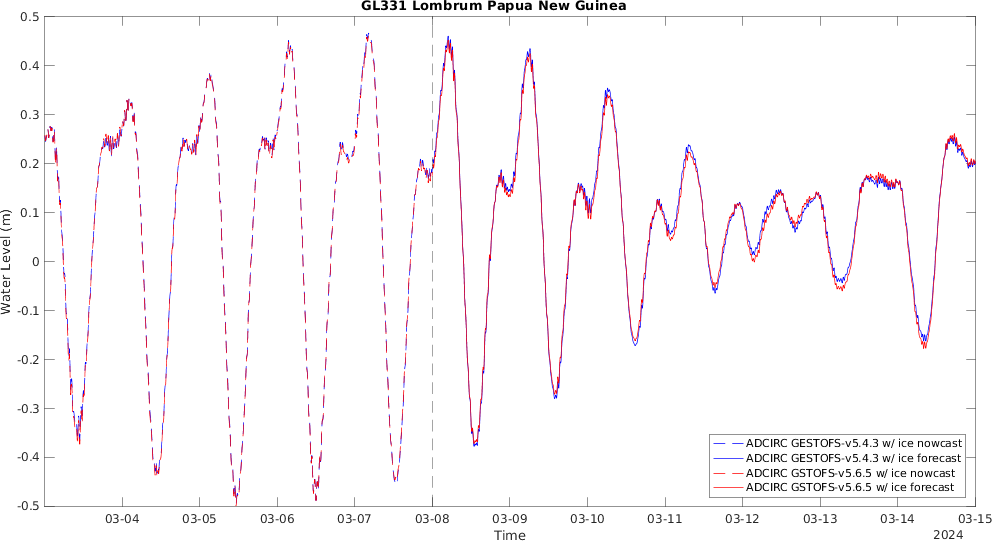 GL331 Lombrum Papua New Guinea
0.5
0.4
0.3
0.2
0.1
0
-0.1
-0.2
-0.3
-0.4
-0.5
Water Level (m)
ADCIRC GESTOFS-v5.4.3 w/ ice nowcast
ADCIRC GESTOFS-v5.4.3 w/ ice forecast
ADCIRC GSTOFS-v5.6.5 w/ ice nowcast
ADCIRC GSTOFS-v5.6.5 w/ ice forecast
03-04 03-05 03-06 03-07 03-08 03-09 03-10 03-11 03-12 03-13 03-14 03-15
Time
2024